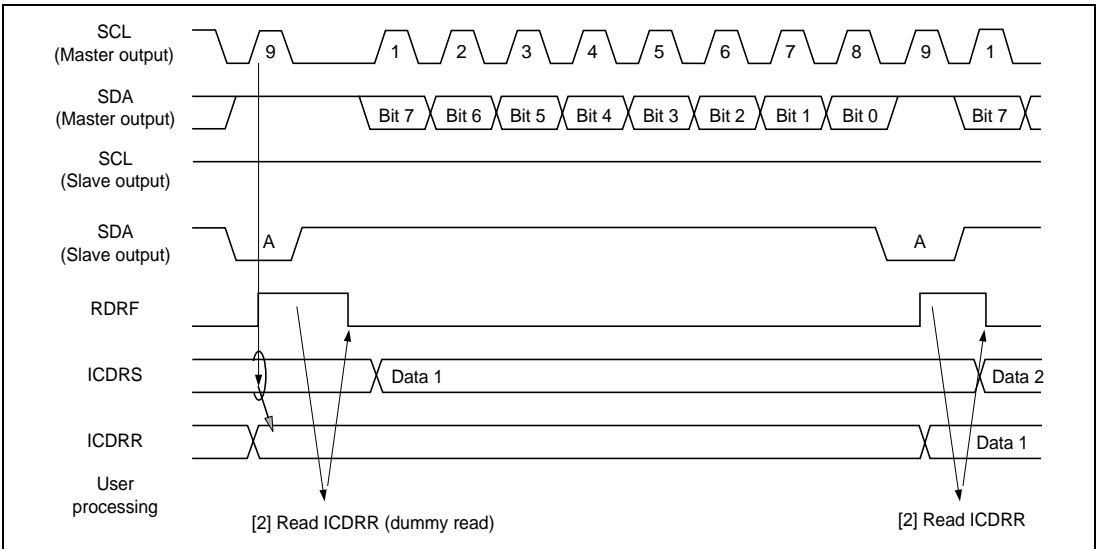 SCL
(Master output)
9 1 2 3 4 5 6 7 8 9 1
SDA
(Master output)
Bit 7 Bit 6 Bit 5 Bit 4 Bit 3 Bit 2 Bit 1 Bit 0 Bit 7
SCL
(Slave output)
SDA
(Slave output)
A A
RDRF
ICDRS
Data 1 Data 2
ICDRR
Data 1
User
processing
[2] Read ICDRR (dummy read) [2] Read ICDRR